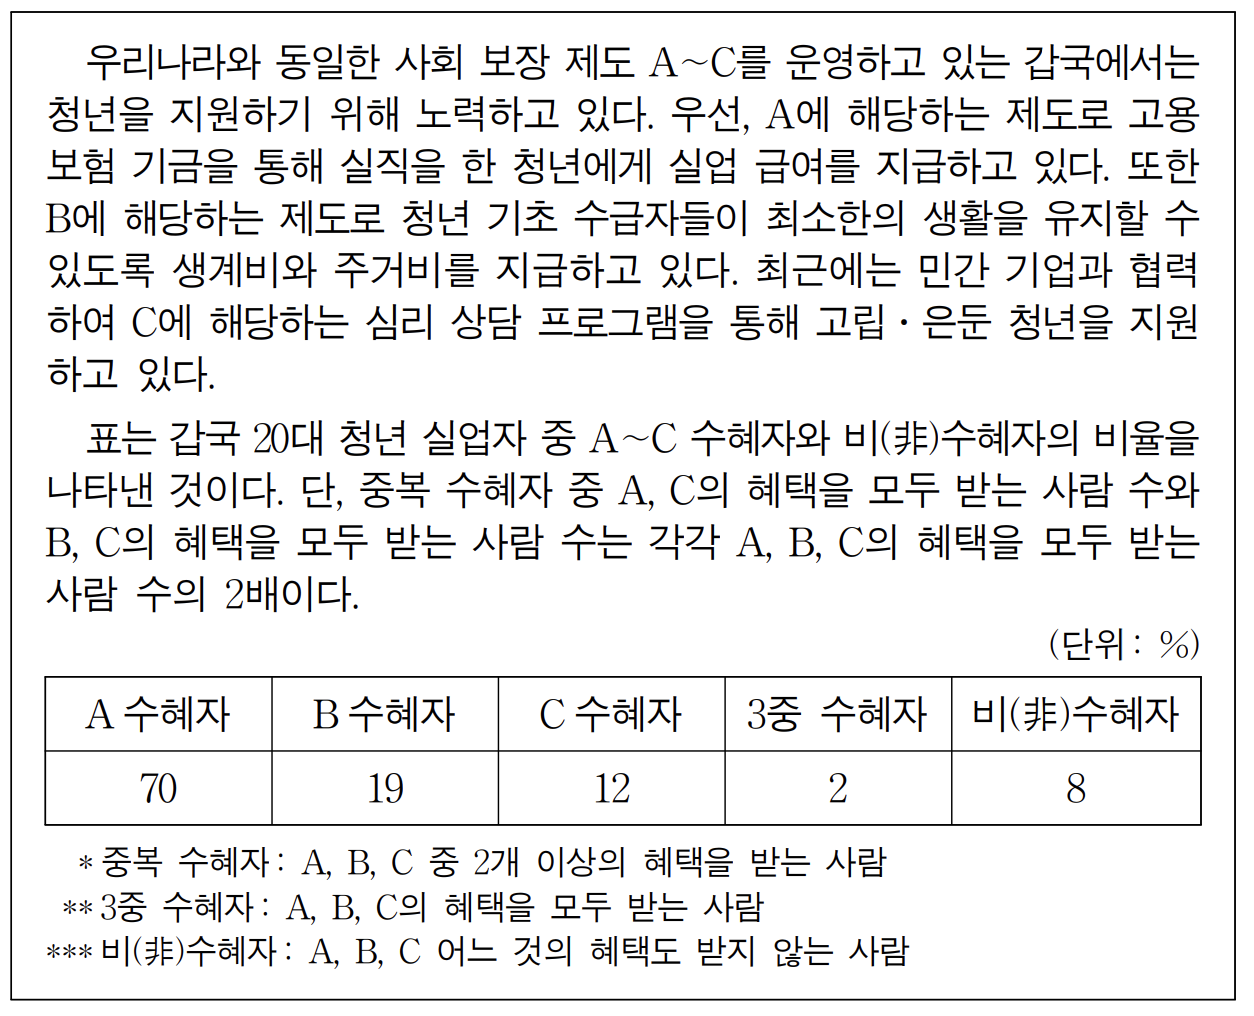 우리나라와 동일한 사회 보장 제도 A~C를 운영하고 있는 갑국에서는
청년을 지원하기 위해 노력하고 있다. 우선, A에 해당하는 제도로 고용
보험 기금을 통해 실직을 한 청년에게 실업 급여를 지급하고 있다. 또한
B에 해당하는 제도로 청년 기초 수급자들이 최소한의 생활을 유지할 수
있도록 생계비와 주거비를 지급하고 있다. 최근에는 민간 기업과 협력
하여 C에 해당하는 심리 상담 프로그램을 통해 고립・은둔 청년을 지원
하고 있다.
표는 갑국 20대 청년 실업자 중 A~C 수혜자와 비(非)수혜자의 비율을
나타낸 것이다. 단, 중복 수혜자 중 A, C의 혜택을 모두 받는 사람 수와
B, C의 혜택을 모두 받는 사람 수는 각각 A, B, C의 혜택을 모두 받는
사람 수의 2배이다.
(단위: %)
A 수혜자 B 수혜자 C 수혜자 3중 수혜자 비(非)수혜자
70 19 12 2 8
* 중복 수혜자: A, B, C 중 2개 이상의 혜택을 받는 사람
** 3중 수혜자: A, B, C의 혜택을 모두 받는 사람
*** 비(非)수혜자: A, B, C 어느 것의 혜택도 받지 않는 사람